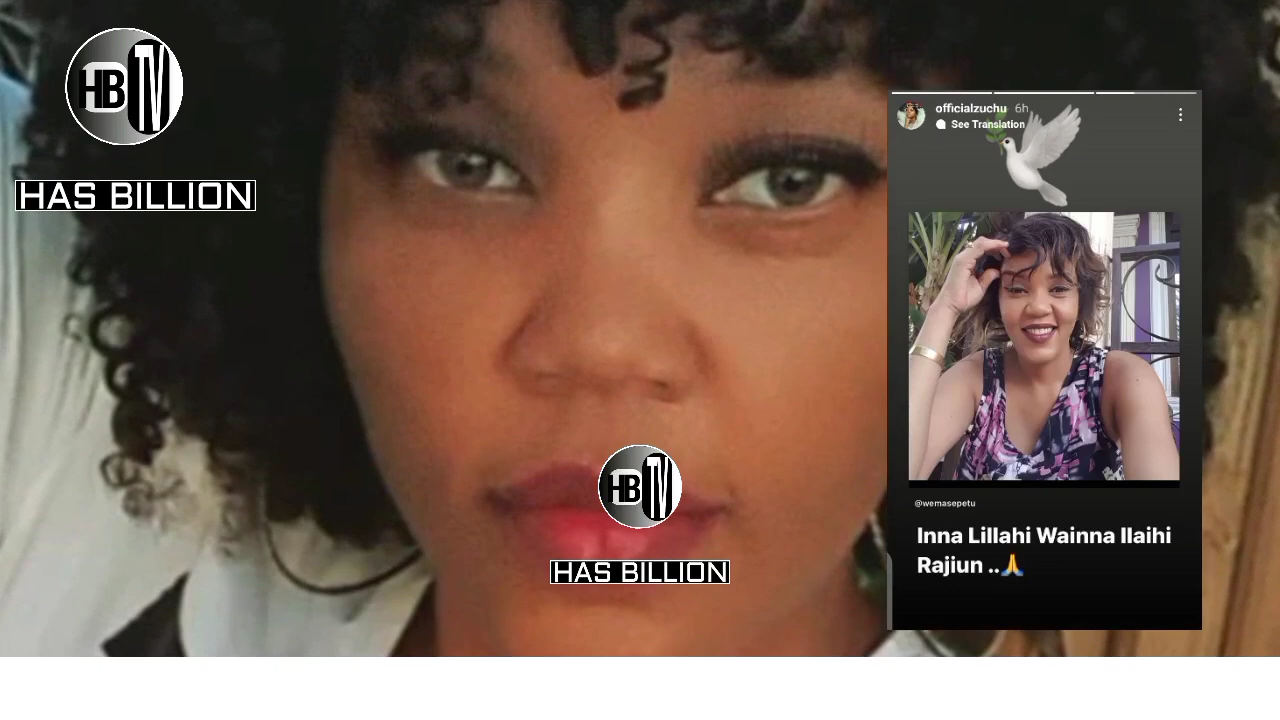 HB TV
HAS BILLION
officialzuchu 6h
See Translation
@wemasepetu
Inna Lillahi Wainna Ilaihi
Rajiun ..🙏
HB TV
HAS BILLION